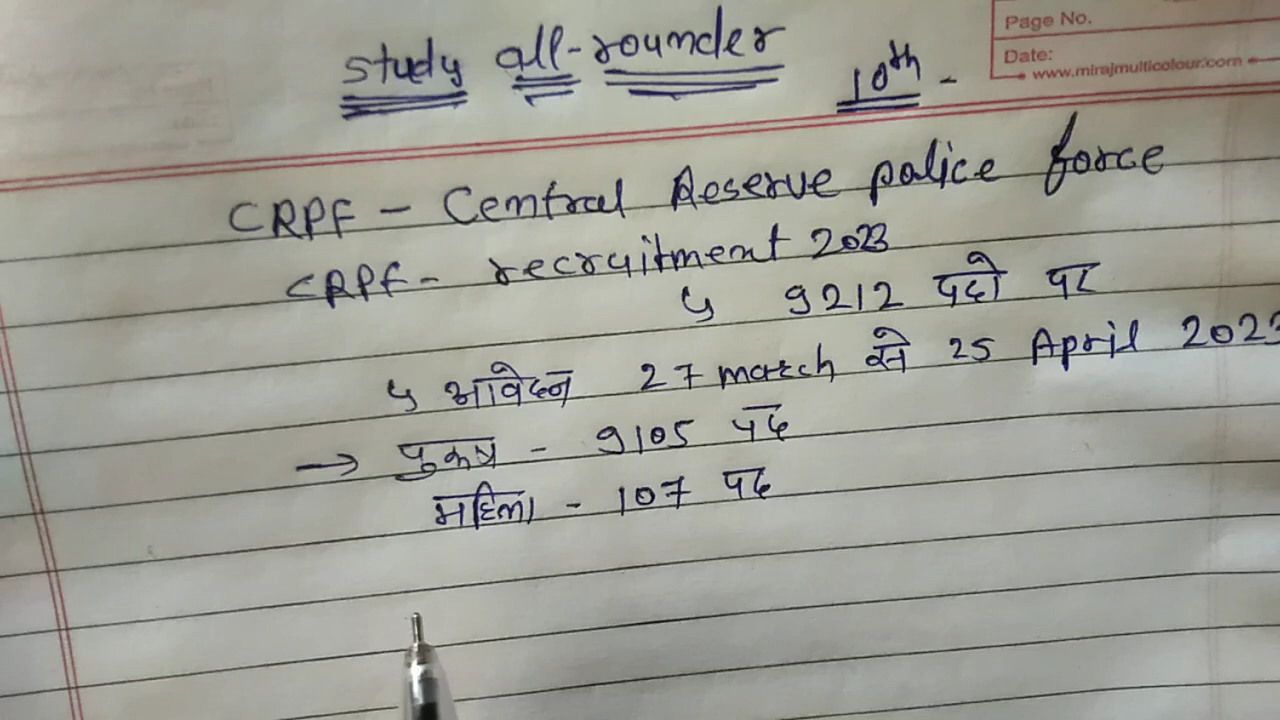 Page No.
Date:
www.mirajmulticolour.com
study all-rounder 10th -
CRPF - Central Reserve police force
CRPF - recruitment 2023
↳ 9212 पदो पर
↳ आवेदन 27 march से 25 April 2023
→ पुरूष - 9105 पद
महिला - 107 पद